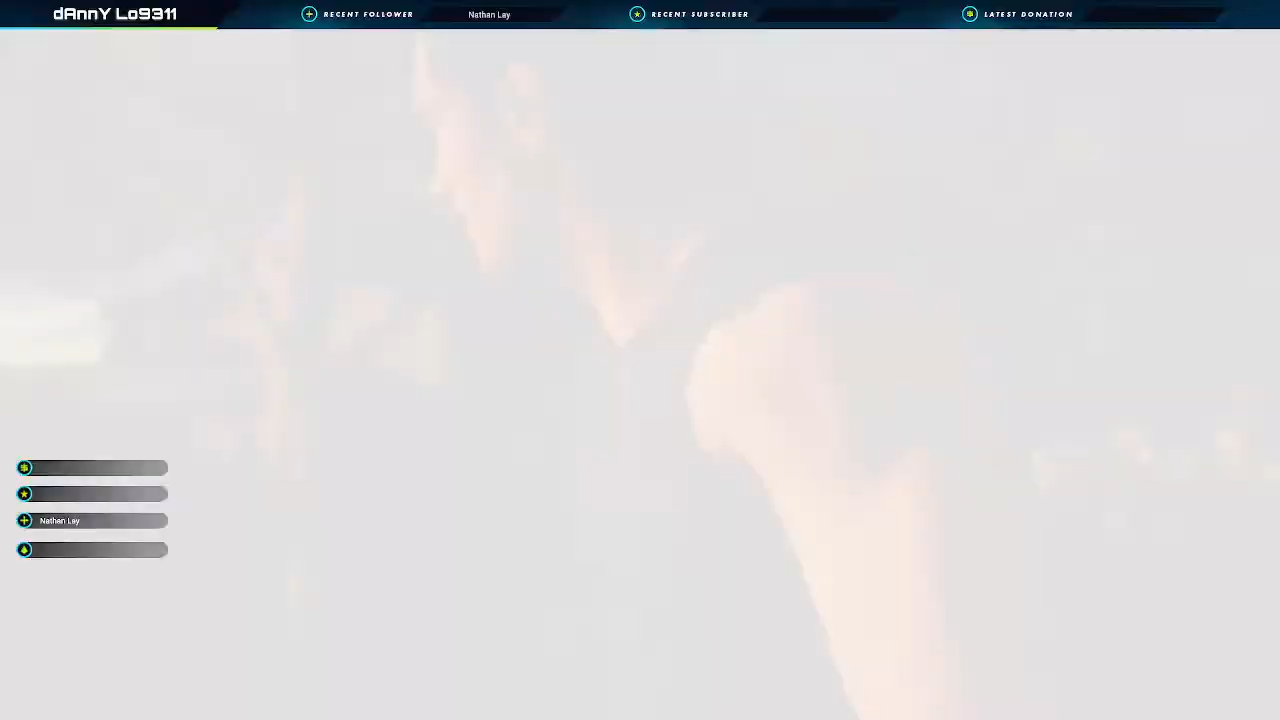 dAnnY Lo9311
RECENT FOLLOWER
Nathan Lay
RECENT SUBSCRIBER
LATEST DONATION
Nathan Lay